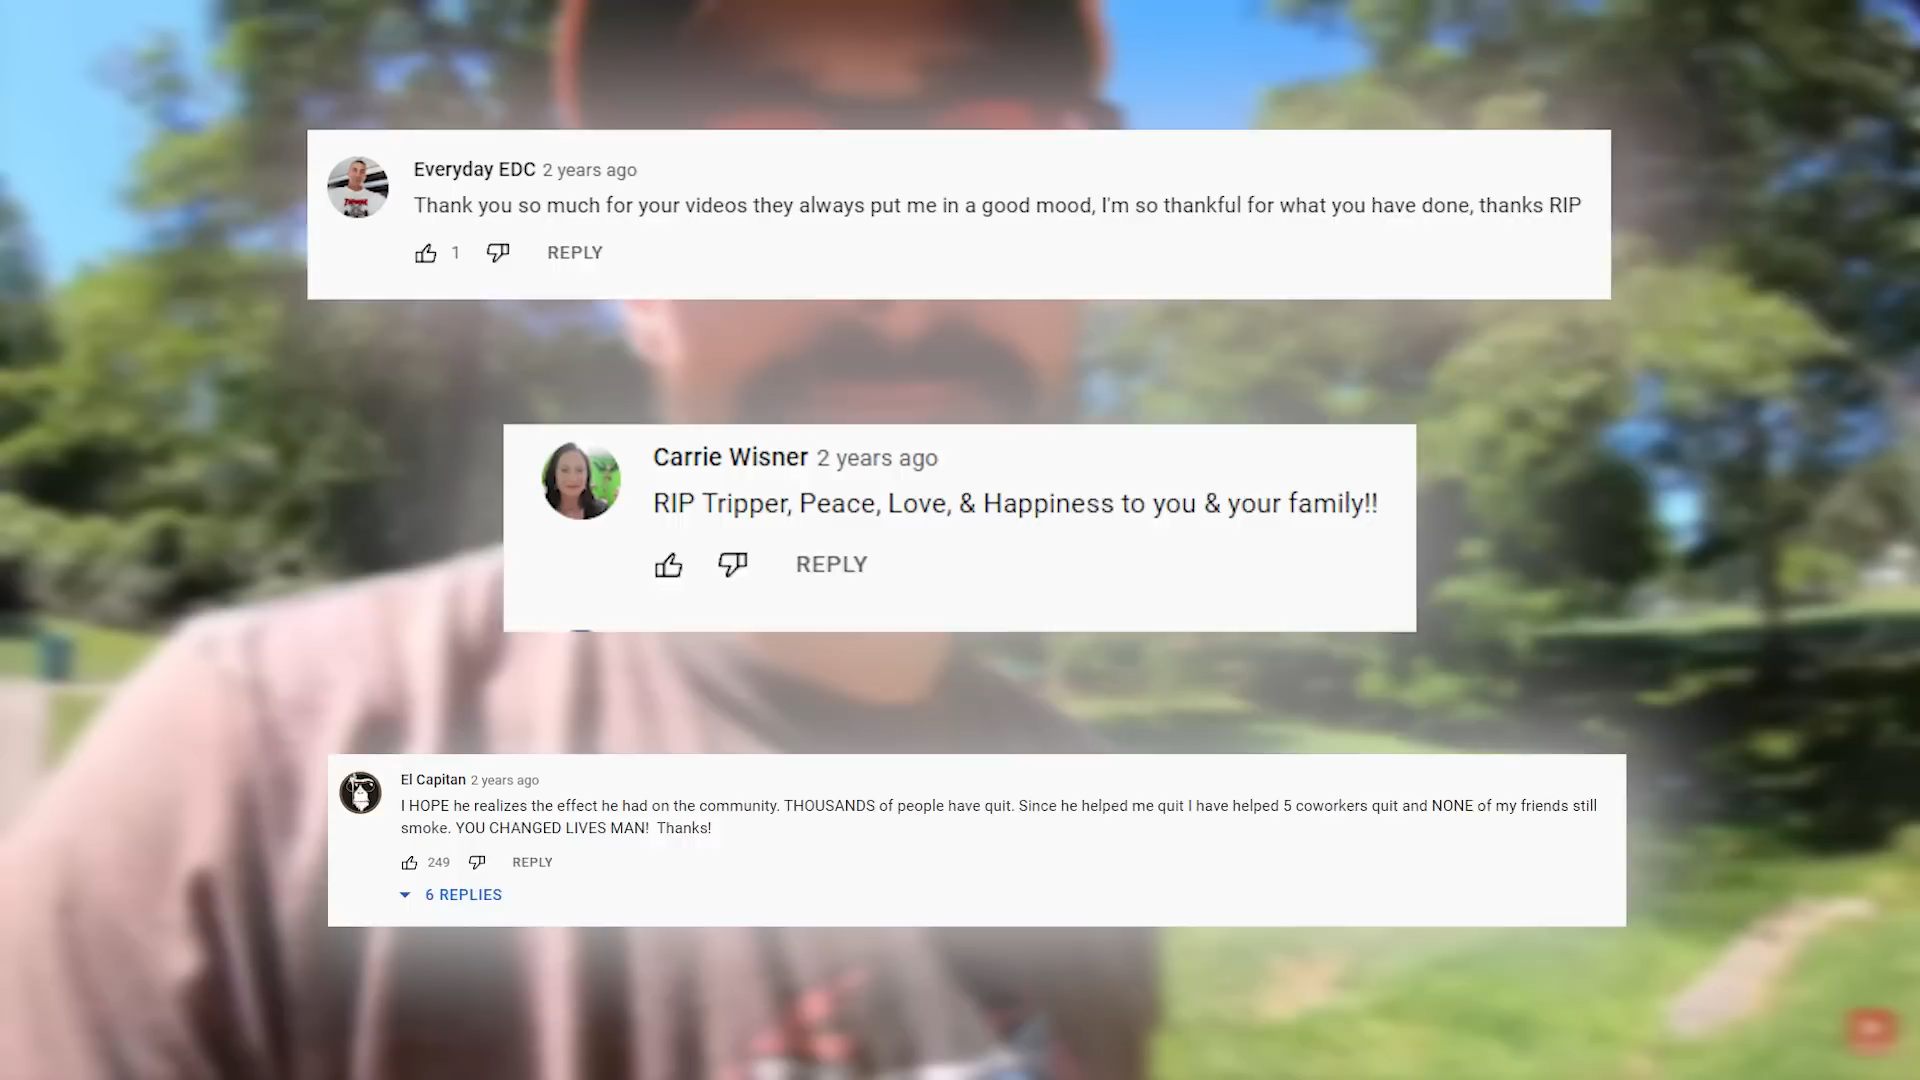 Everyday EDC 2 years ago
Thank you so much for your videos they always put me in a good mood, I'm so thankful for what you have done, thanks RIP
1 REPLY
Carrie Wisner 2 years ago
RIP Tripper, Peace, Love, & Happiness to you & your family!!
REPLY
El Capitan 2 years ago
I HOPE he realizes the effect he had on the community. THOUSANDS of people have quit. Since he helped me quit I have helped 5 coworkers quit and NONE of my friends still
smoke. YOU CHANGED LIVES MAN! Thanks!
249 REPLY
6 REPLIES